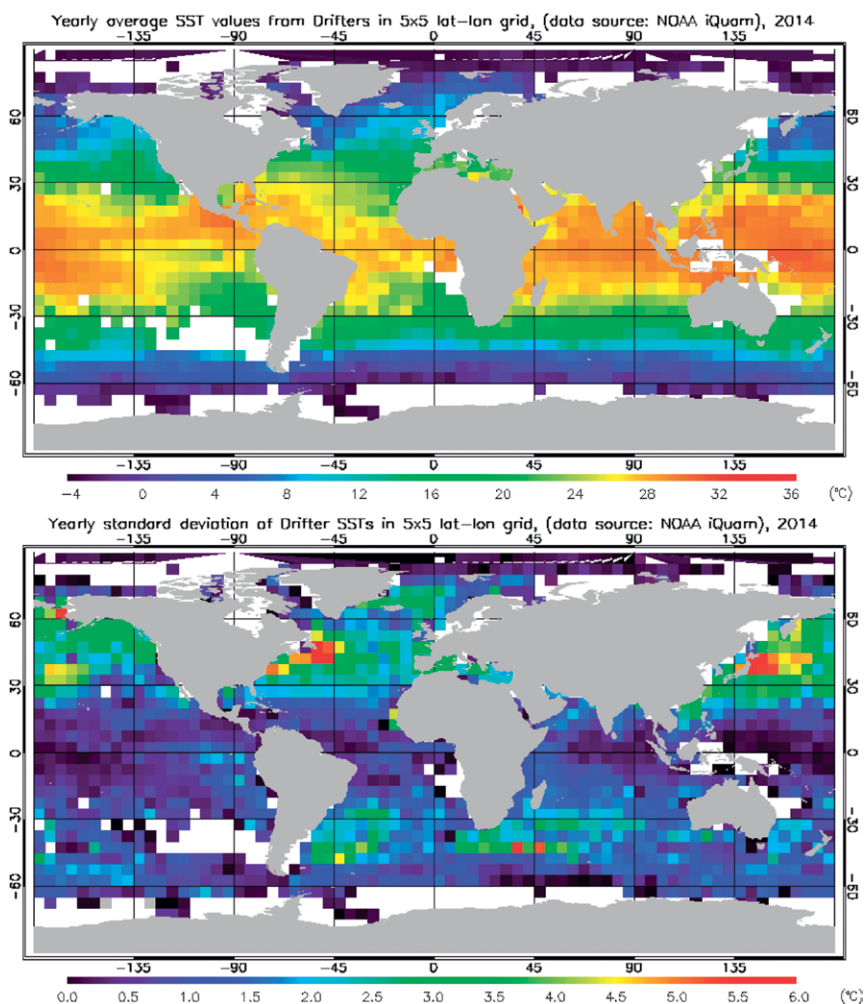 Yearly average SST values from Drifters in 5x5 lat-lon grid, (data source: NOAA iQuam), 2014
-135 -90 -45 0 45 90 135
60 60
30 30
0 0
-30 -30
-60 -60
-135 -90 -45 0 45 90 135
-4 0 4 8 12 16 20 24 28 32 36 (°C)
Yearly standard deviation of Drifter SSTs in 5x5 lat-lon grid, (data source: NOAA iQuam), 2014
-135 -90 -45 0 45 90 135
60 60
30 30
0 0
-30 -30
-60 -60
-135 -90 -45 0 45 90 135
0.0 0.5 1.0 1.5 2.0 2.5 3.0 3.5 4.0 4.5 5.0 5.5 6.0 (°C)